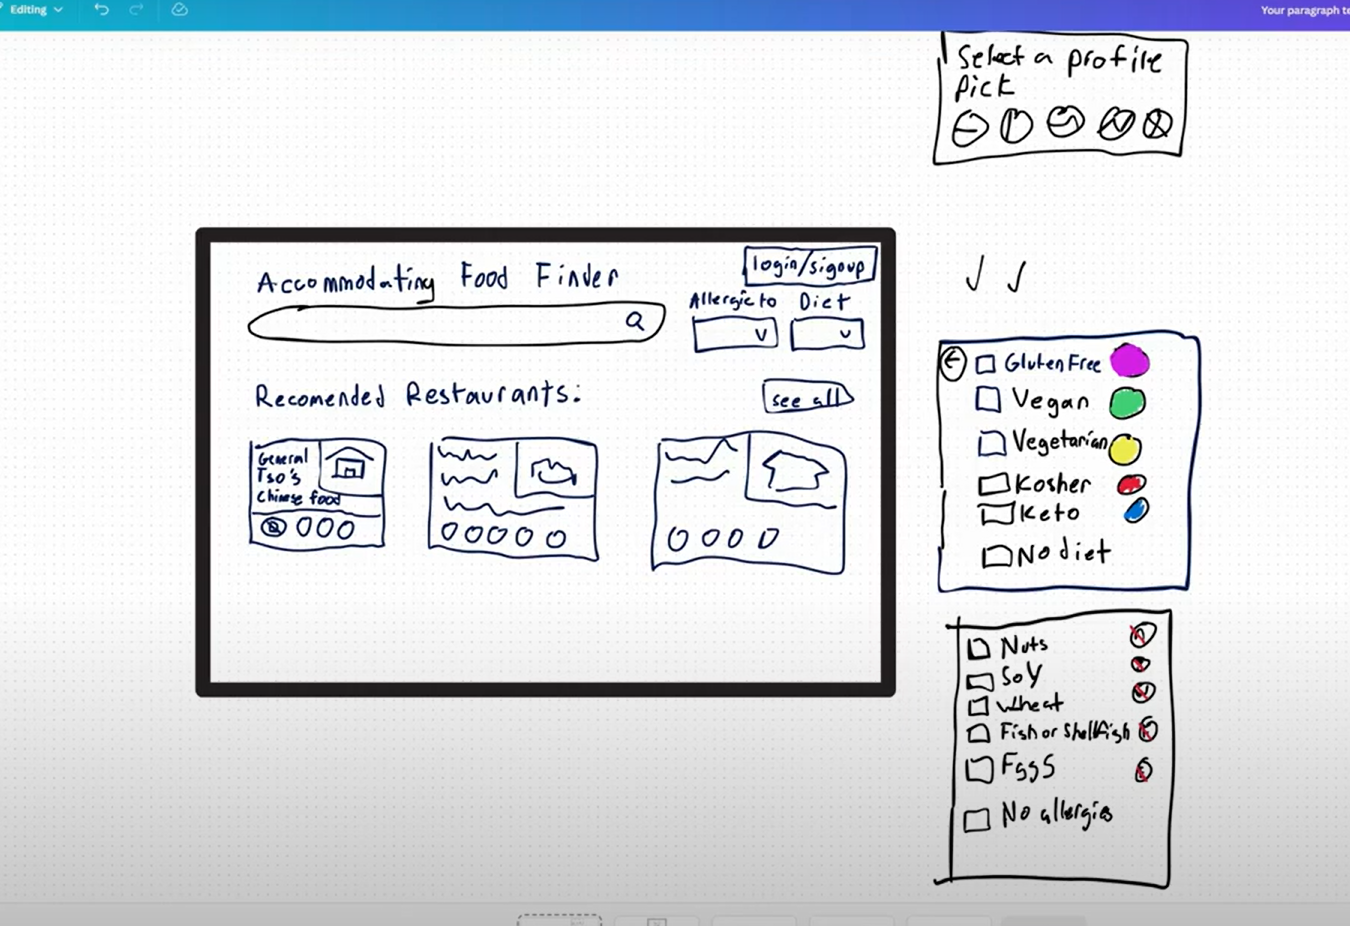 Editing
Your paragraph te
Select a profile
pick
Accommodating Food Finder
login/sigoup
Allergic to Diet
Recomended Restaurants:
see all
General
Tso's
Chinese food
Gluten Free
Vegan
Vegetarian
Kosher
Keto
No diet
Nuts
Soy
Wheat
Fish or Shellfish
Eggs
No allergies